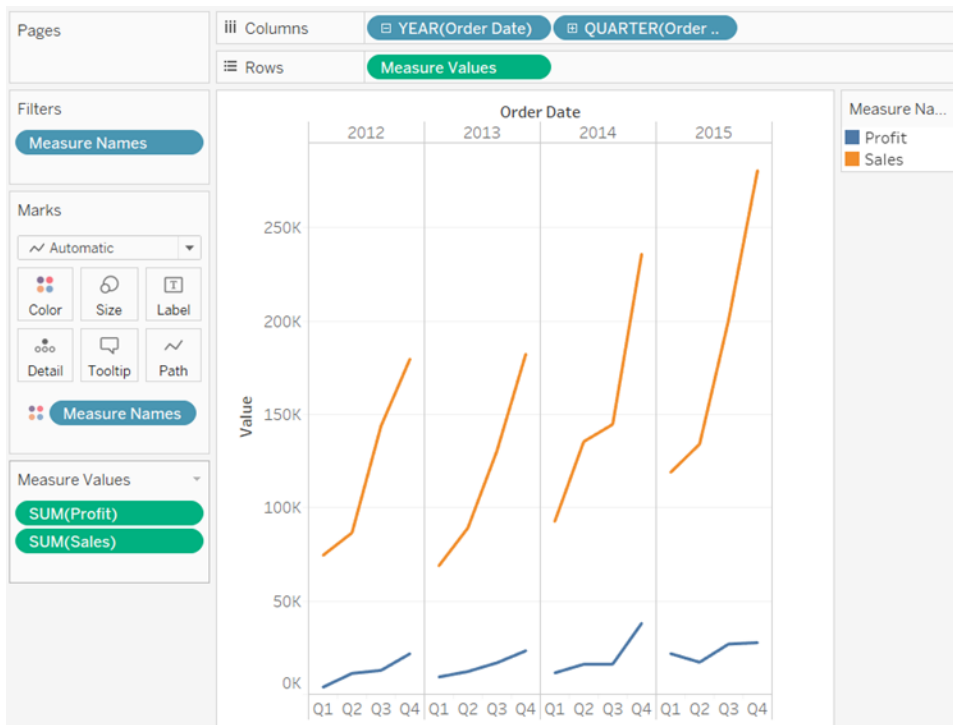 Pages
Columns
YEAR(Order Date)
QUARTER(Order ..
Rows
Measure Values
Filters
Measure Names
Marks
Automatic
Color
Size
Label
Detail
Tooltip
Path
Measure Names
Measure Values
SUM(Profit)
SUM(Sales)
Order Date
2012 2013 2014 2015
Value
250K
200K
150K
100K
50K
0K
Q1 Q2 Q3 Q4 Q1 Q2 Q3 Q4 Q1 Q2 Q3 Q4 Q1 Q2 Q3 Q4
Measure Na...
Profit
Sales